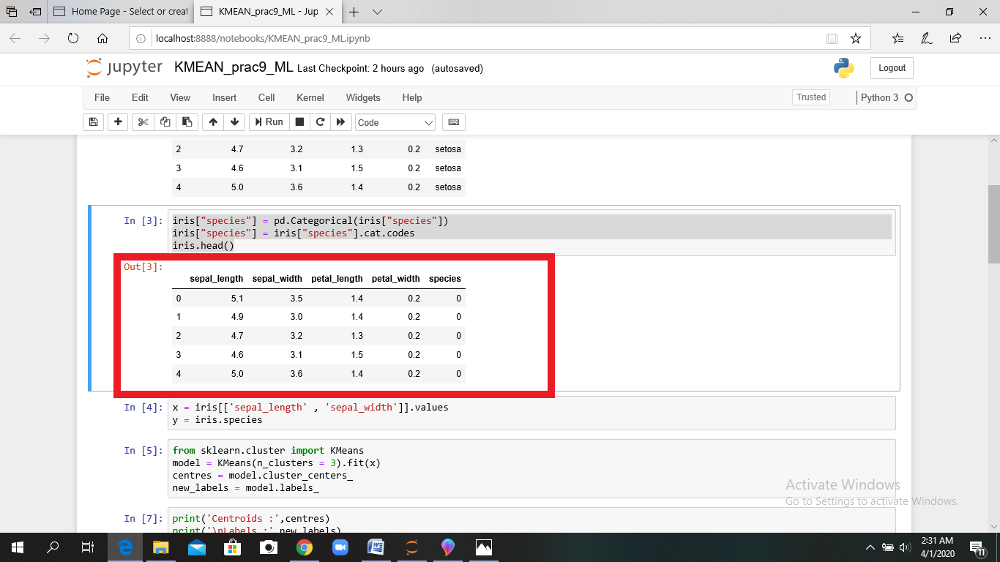 Home Page - Select or creat
KMEAN_prac9_ML - Jup
localhost:8888/notebooks/KMEAN_prac9_ML.ipynb
jupyter KMEAN_prac9_ML Last Checkpoint: 2 hours ago (autosaved)
Logout
File Edit View Insert Cell Kernel Widgets Help
Trusted
Python 3
Run
Code
2 4.7 3.2 1.3 0.2 setosa
3 4.6 3.1 1.5 0.2 setosa
4 5.0 3.6 1.4 0.2 setosa
In [3]: iris["species"] = pd.Categorical(iris["species"])
iris["species"] = iris["species"].cat.codes
iris.head()
Out[3]:
sepal_length sepal_width petal_length petal_width species
0 5.1 3.5 1.4 0.2 0
1 4.9 3.0 1.4 0.2 0
2 4.7 3.2 1.3 0.2 0
3 4.6 3.1 1.5 0.2 0
4 5.0 3.6 1.4 0.2 0
In [4]: x = iris[['sepal_length' , 'sepal_width']].values
y = iris.species
In [5]: from sklearn.cluster import KMeans
model = KMeans(n_clusters = 3).fit(x)
centres = model.cluster_centers_
new_labels = model.labels_
In [7]: print('Centroids :',centres)
print('\nLabels :',new_labels)
Activate Windows
Go to Settings to activate Windows.
2:31 AM
4/1/2020
11